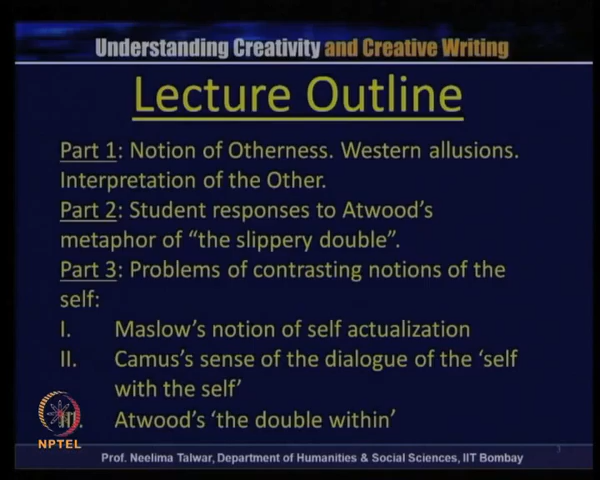 Understanding Creativity and Creative Writing
Lecture Outline
Part 1: Notion of Otherness. Western allusions.
Interpretation of the Other.
Part 2: Student responses to Atwood's
metaphor of "the slippery double".
Part 3: Problems of contrasting notions of the
self:
I. Maslow's notion of self actualization
II. Camus's sense of the dialogue of the 'self
with the self'
III. Atwood's 'the double within'
NPTEL
Prof. Neelima Talwar, Department of Humanities & Social Sciences, IIT Bombay
3